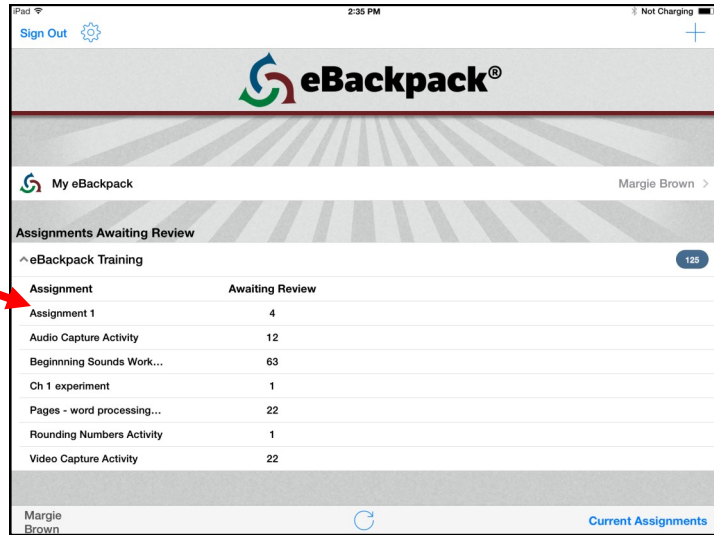 iPad 2:35 PM Not Charging
Sign Out
eBackpack®
My eBackpack Margie Brown >
Assignments Awaiting Review
eBackpack Training 125
Assignment Awaiting Review
Assignment 1 4
Audio Capture Activity 12
Beginnning Sounds Work... 63
Ch 1 experiment 1
Pages - word processing... 22
Rounding Numbers Activity 1
Video Capture Activity 22
Margie
Brown Current Assignments